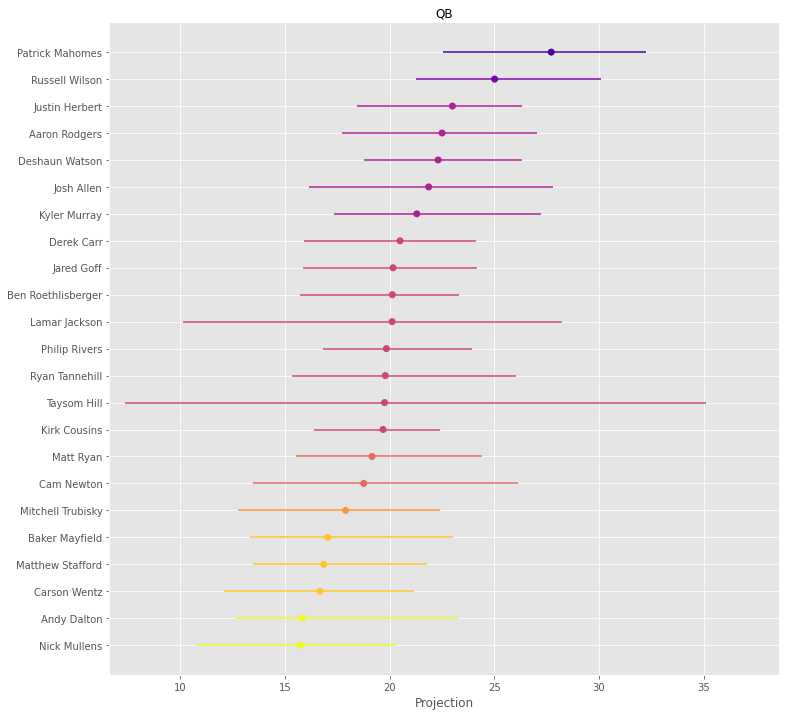 QB
Patrick Mahomes
Russell Wilson
Justin Herbert
Aaron Rodgers
Deshaun Watson
Josh Allen
Kyler Murray
Derek Carr
Jared Goff
Ben Roethlisberger
Lamar Jackson
Philip Rivers
Ryan Tannehill
Taysom Hill
Kirk Cousins
Matt Ryan
Cam Newton
Mitchell Trubisky
Baker Mayfield
Matthew Stafford
Carson Wentz
Andy Dalton
Nick Mullens
10 15 20 25 30 35
Projection